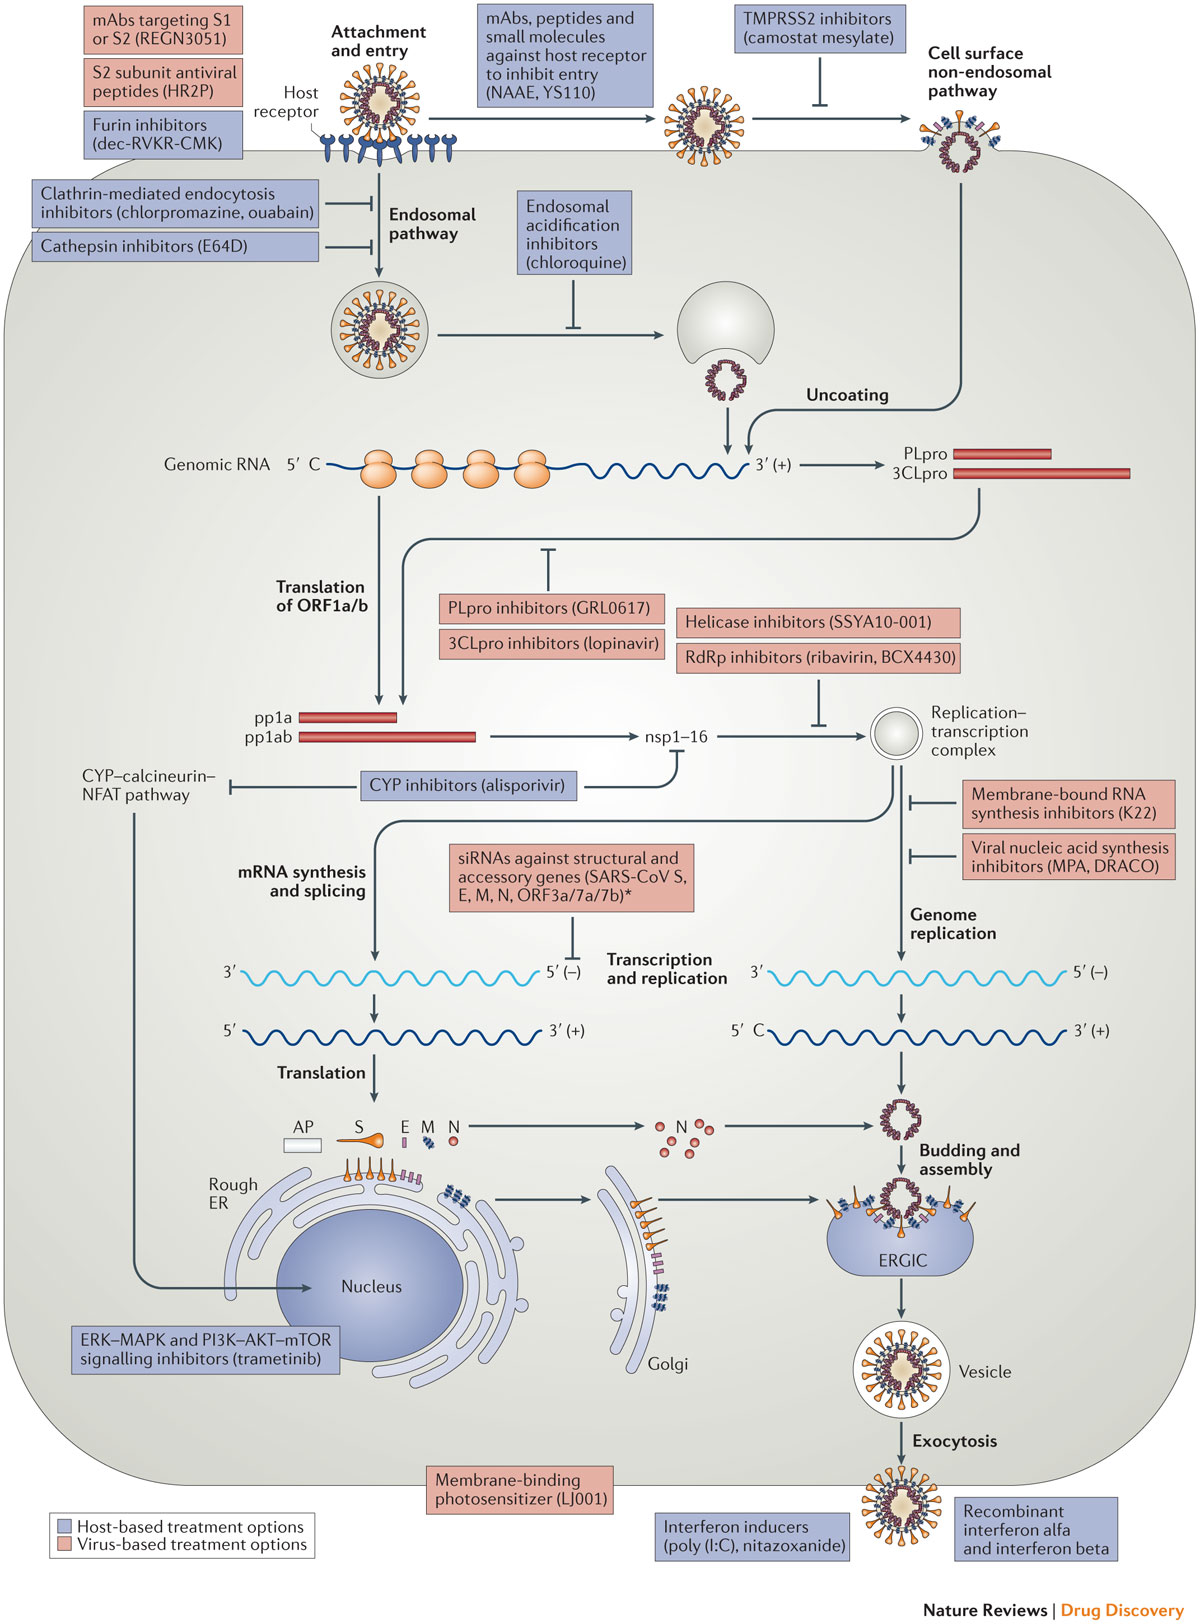 mAbs targeting S1
or S2 (REGN3051)
S2 subunit antiviral
peptides (HR2P)
Furin inhibitors
(dec-RVKR-CMK)
Attachment
and entry
Host
receptor
mAbs, peptides and
small molecules
against host receptor
to inhibit entry
(NAAE, YS110)
TMPRSS2 inhibitors
(camostat mesylate)
Cell surface
non-endosomal
pathway
Clathrin-mediated endocytosis
inhibitors (chlorpromazine, ouabain)
Cathepsin inhibitors (E64D)
Endosomal
pathway
Endosomal
acidification
inhibitors
(chloroquine)
Uncoating
Genomic RNA 5′ C 3′ (+)
PLpro
3CLpro
Translation
of ORF1a/b
PLpro inhibitors (GRL0617)
3CLpro inhibitors (lopinavir)
Helicase inhibitors (SSYA10-001)
RdRp inhibitors (ribavirin, BCX4430)
pp1a
pp1ab
nsp1–16
Replication–
transcription
complex
CYP–calcineurin–
NFAT pathway
CYP inhibitors (alisporivir)
Membrane-bound RNA
synthesis inhibitors (K22)
Viral nucleic acid synthesis
inhibitors (MPA, DRACO)
mRNA synthesis
and splicing
siRNAs against structural and
accessory genes (SARS-CoV S,
E, M, N, ORF3a/7a/7b)*
Genome
replication
Transcription
and replication
3′ 5′ (–)
3′ 5′ (–)
5′ 3′ (+)
5′ C 3′ (+)
Translation
AP S E M N
N
Budding and
assembly
Rough
ER
Nucleus
ERGIC
ERK–MAPK and PI3K–AKT–mTOR
signalling inhibitors (trametinib)
Golgi
Vesicle
Exocytosis
Membrane-binding
photosensitizer (LJ001)
Host-based treatment options
Virus-based treatment options
Interferon inducers
(poly (I:C), nitazoxanide)
Recombinant
interferon alfa
and interferon beta
Nature Reviews | Drug Discovery